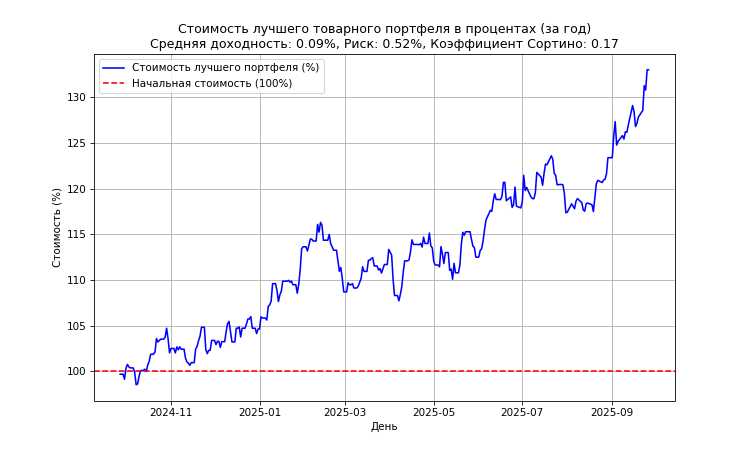 Стоимость лучшего товарного портфеля в процентах (за год)
Средняя доходность: 0.09%, Риск: 0.52%, Коэффициент Сортино: 0.17
Стоимость лучшего портфеля (%)
Начальная стоимость (100%)
Стоимость (%)
130
125
120
115
110
105
100
2024-11
2025-01
2025-03
2025-05
2025-07
2025-09
День